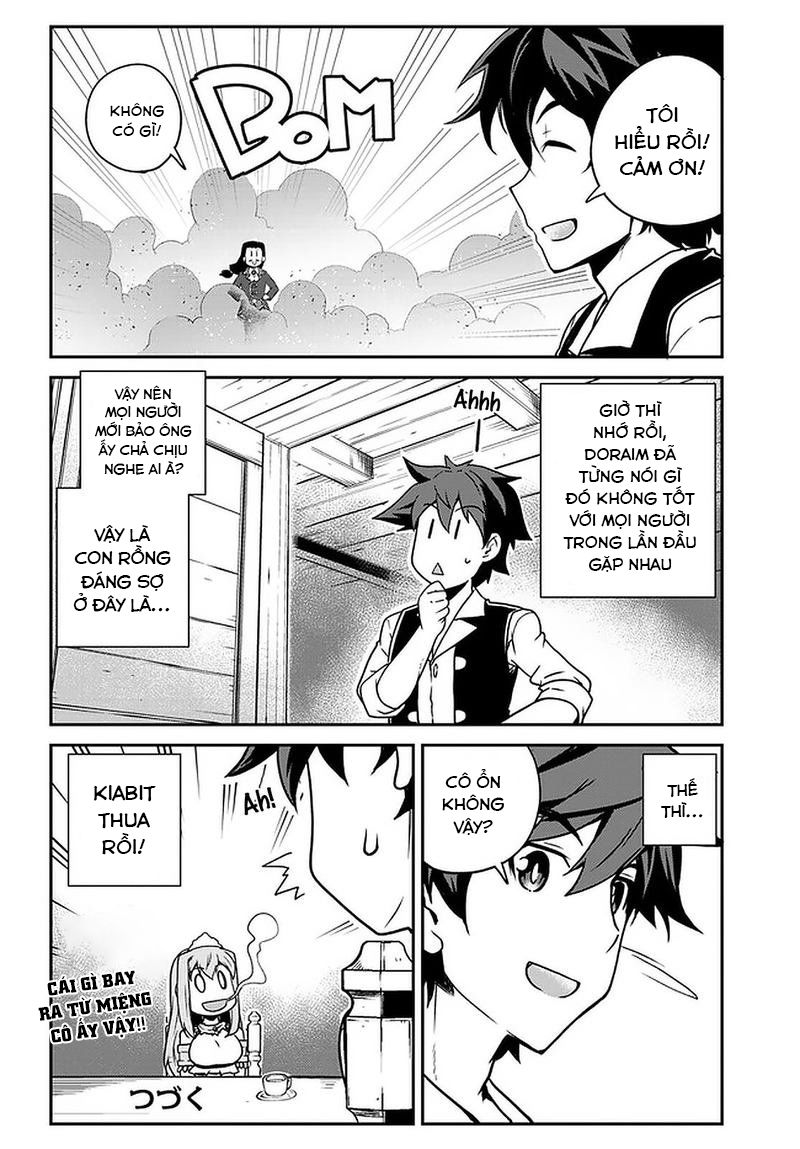 TÔI
HIỂU RỒI!
CẢM ƠN!
BOM
KHÔNG
CÓ GÌ!
GIỜ THÌ
NHỚ RỒI,
DORAIM ĐÃ
TỪNG NÓI GÌ
ĐÓ KHÔNG TỐT
VỚI MỌI NGƯỜI
TRONG LẦN ĐẦU
GẶP NHAU
Ahhh
VẬY NÊN
MỌI NGƯỜI
MỚI BẢO ÔNG
ẤY CHẢ CHỊU
NGHE AI À?
VẬY LÀ
CON RỒNG
ĐÁNG SỢ
Ở ĐÂY LÀ...
THẾ
THÌ...
CÔ ỔN
KHÔNG
VẬY?
Ah!
KIABIT
THUA
RỒI!
CÁI GÌ BAY
RA TỪ MIỆNG
CÔ ẤY VẬY!!
つづく